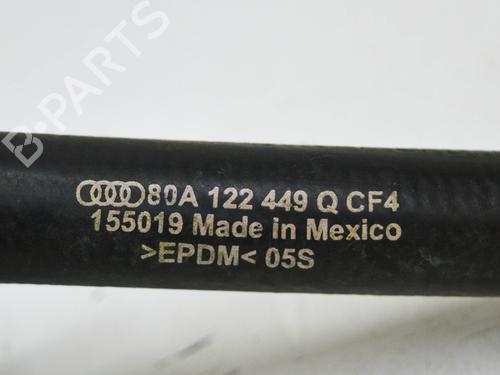 B-PARTS
80A 122 449 Q CF4
155019 Made in Mexico
>EPDM< 05S